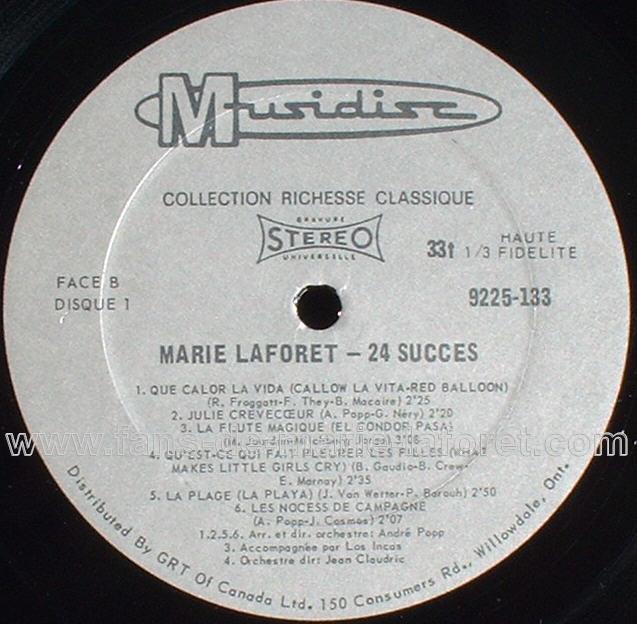 Musidisc
COLLECTION RICHESSE CLASSIQUE
GRAVURE
STEREO
UNIVERSELLE
33t 1/3
HAUTE
FIDELITE
FACE B
DISQUE 1
9225-133
MARIE LAFORET – 24 SUCCES
1. QUE CALOR LA VIDA (CALLOW LA VITA-RED BALLOON)
(R. Froggatt-F. They-B. Macaire) 2'25
2. JULIE CREVECŒUR (A. Popp-G. Néry) 2'20
3. LA FLUTE MAGIQUE (EL CONDOR PASA)
3'08
4. QU'EST-CE QUI FAIT PLEURER LES FILLES
MAKES LITTLE GIRLS CRY) (B. Gaudio-B. Crew-
E. Marnay) 2'35
5. LA PLAGE (LA PLAYA) (J. Van Werter-P. Barouh) 2'50
6. LES NOCESS DE CAMPAGNE
(A. Popp-J. Cosmos) 2'07
1.2.5.6. Arr. et dir. orchestre: André Popp
3. Accompagnée par Los Incas
4. Orchestre dir: Jean Claudric
Distributed By GRT Of Canada Ltd. 150 Consumers Rd., Willowdale, Ont.